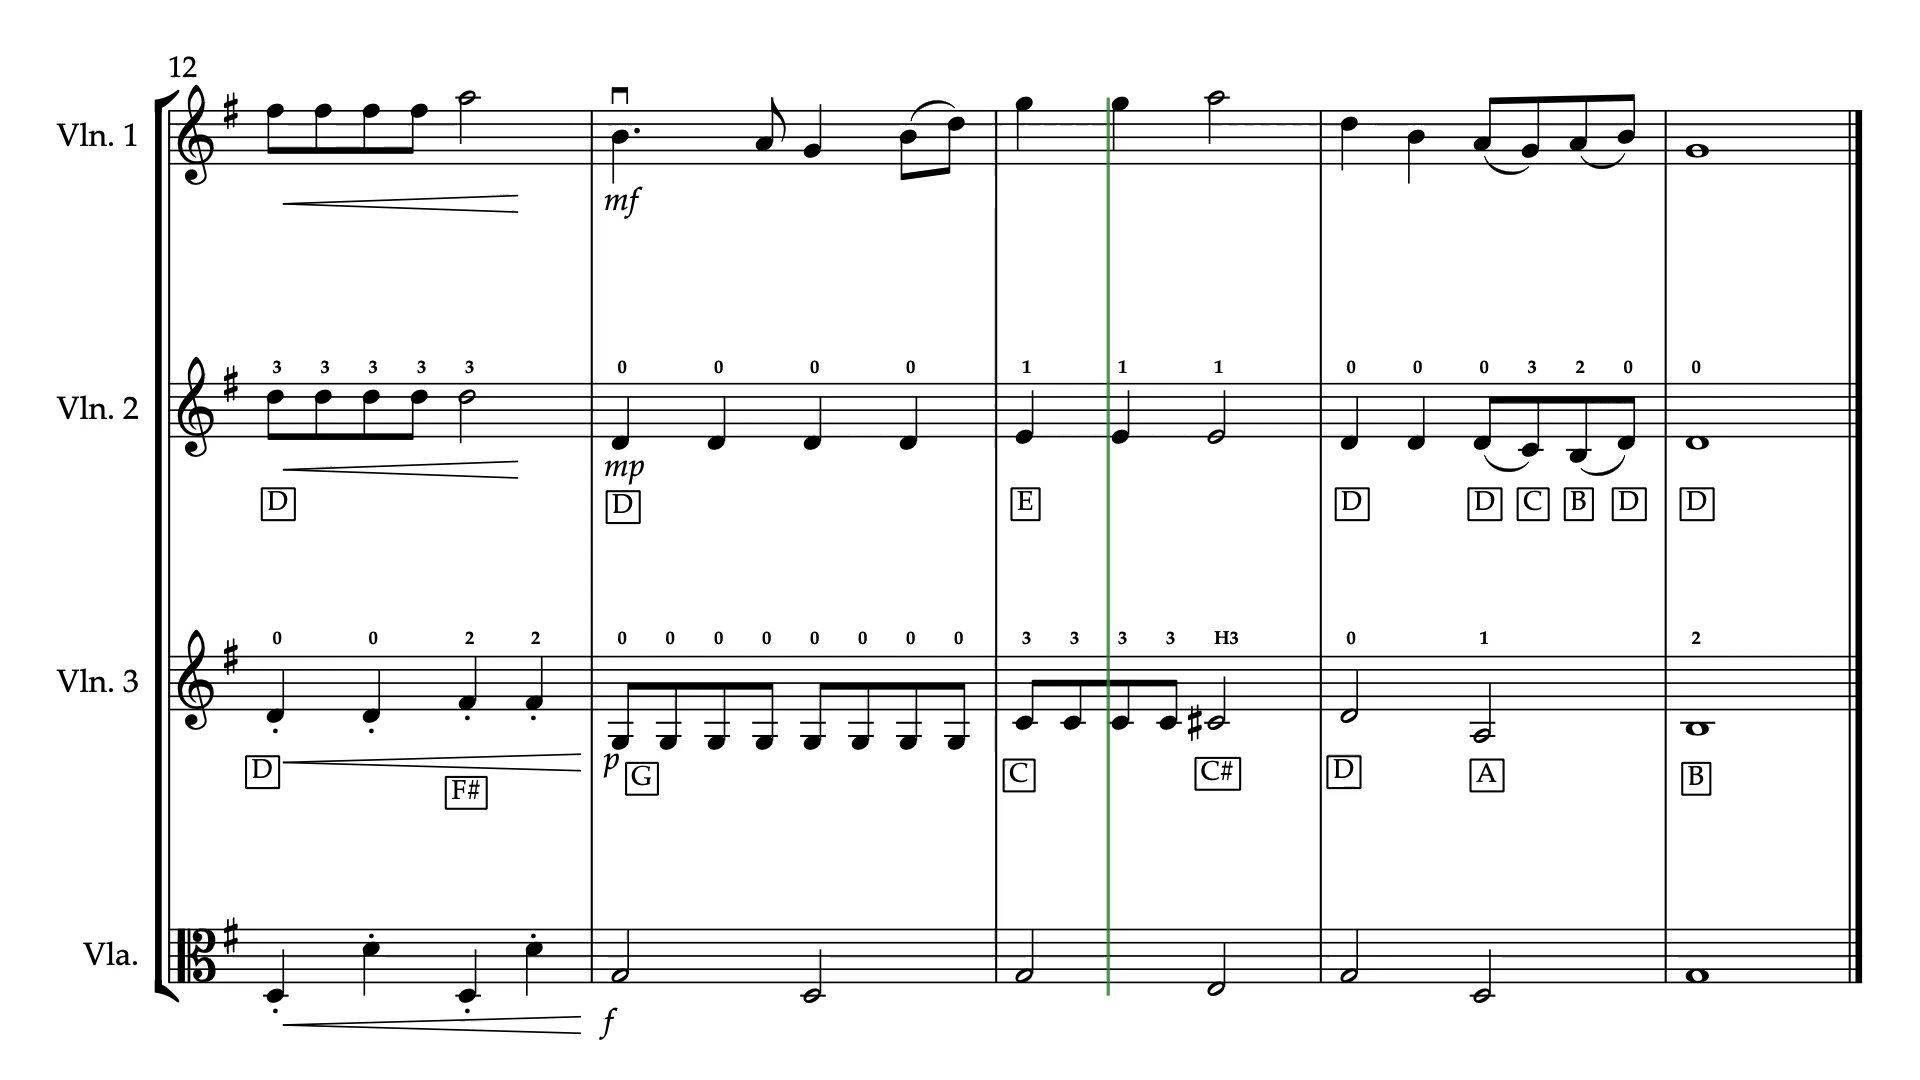 12
Vln. 1
mf
3 3 3 3 3 0 0 0 0 1 1 1 0 0 0 3 2 0 0
Vln. 2
mp
D D E D D C B D D
0 0 2 2 0 0 0 0 0 0 0 0 3 3 3 3 H3 0 1 2
Vln. 3
p
D F# G C C# D A B
Vla.
f